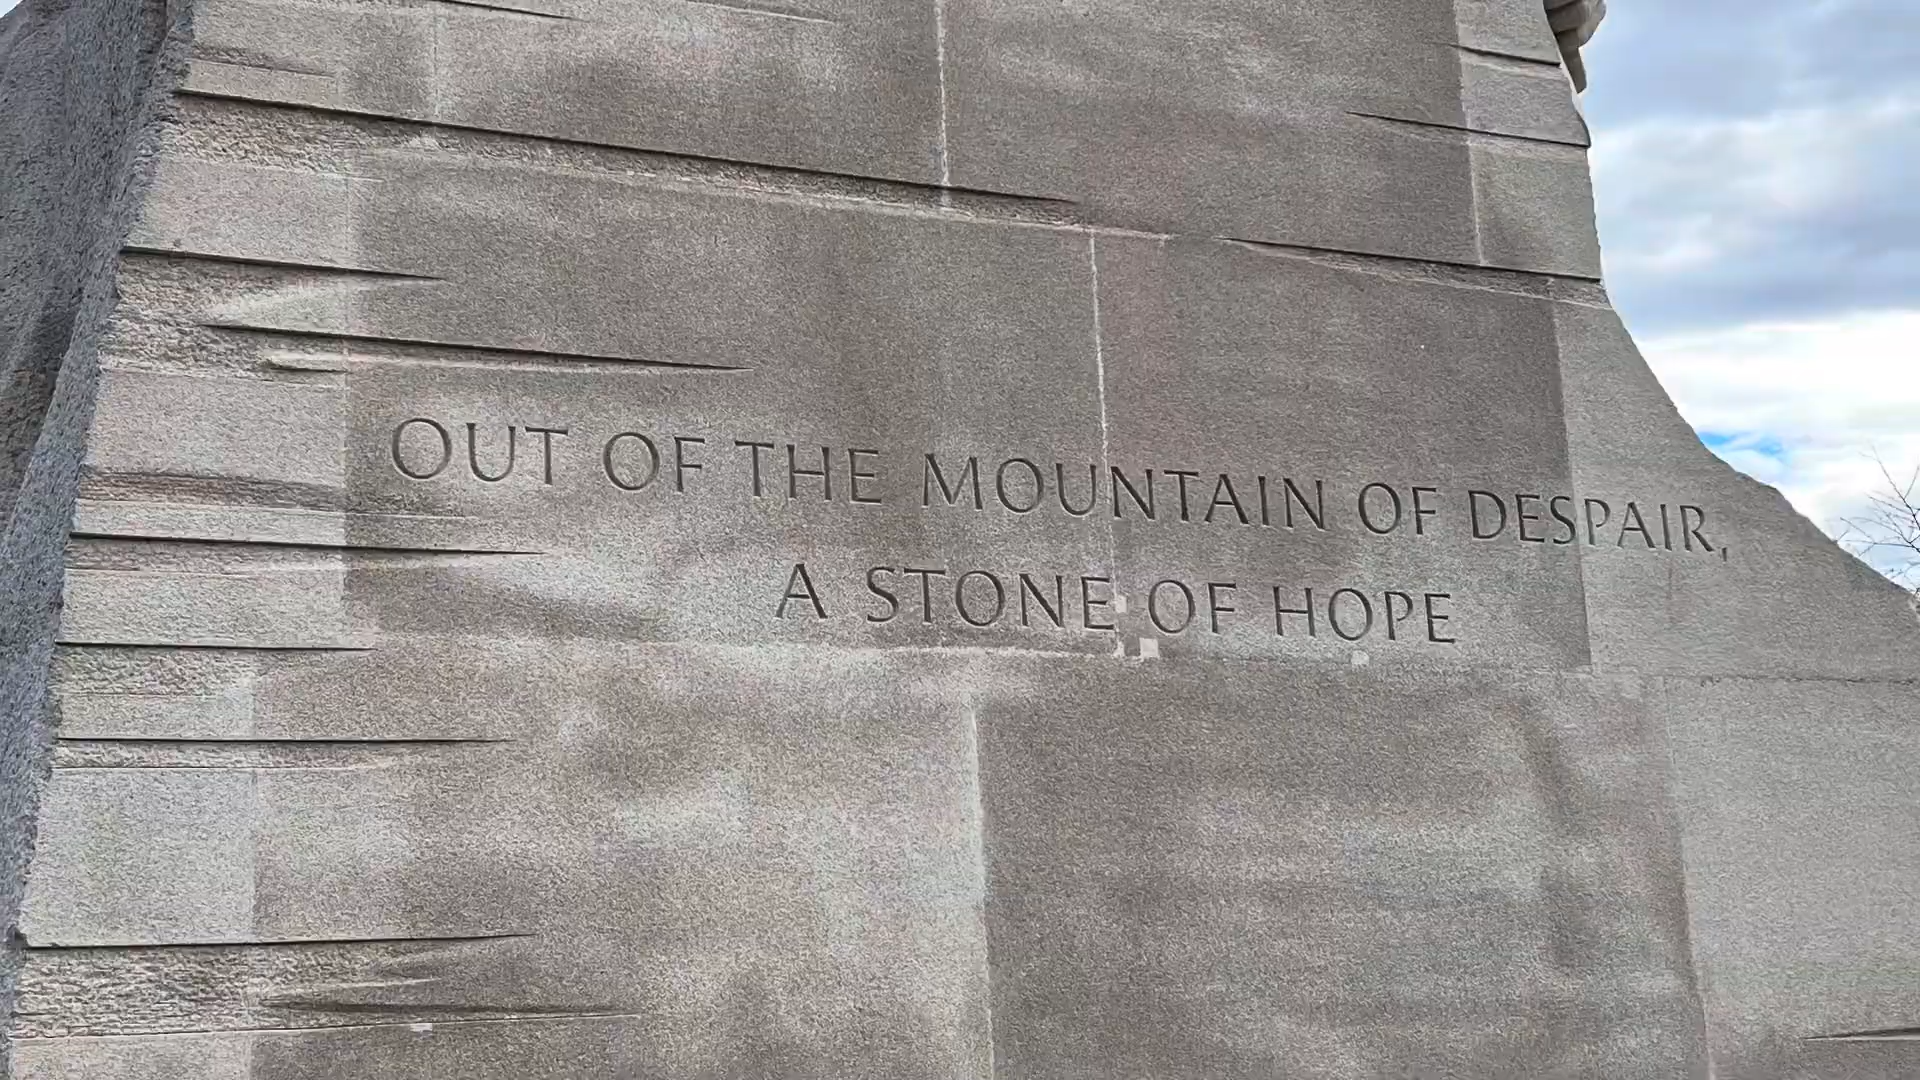 OUT OF THE MOUNTAIN OF DESPAIR,
A STONE OF HOPE